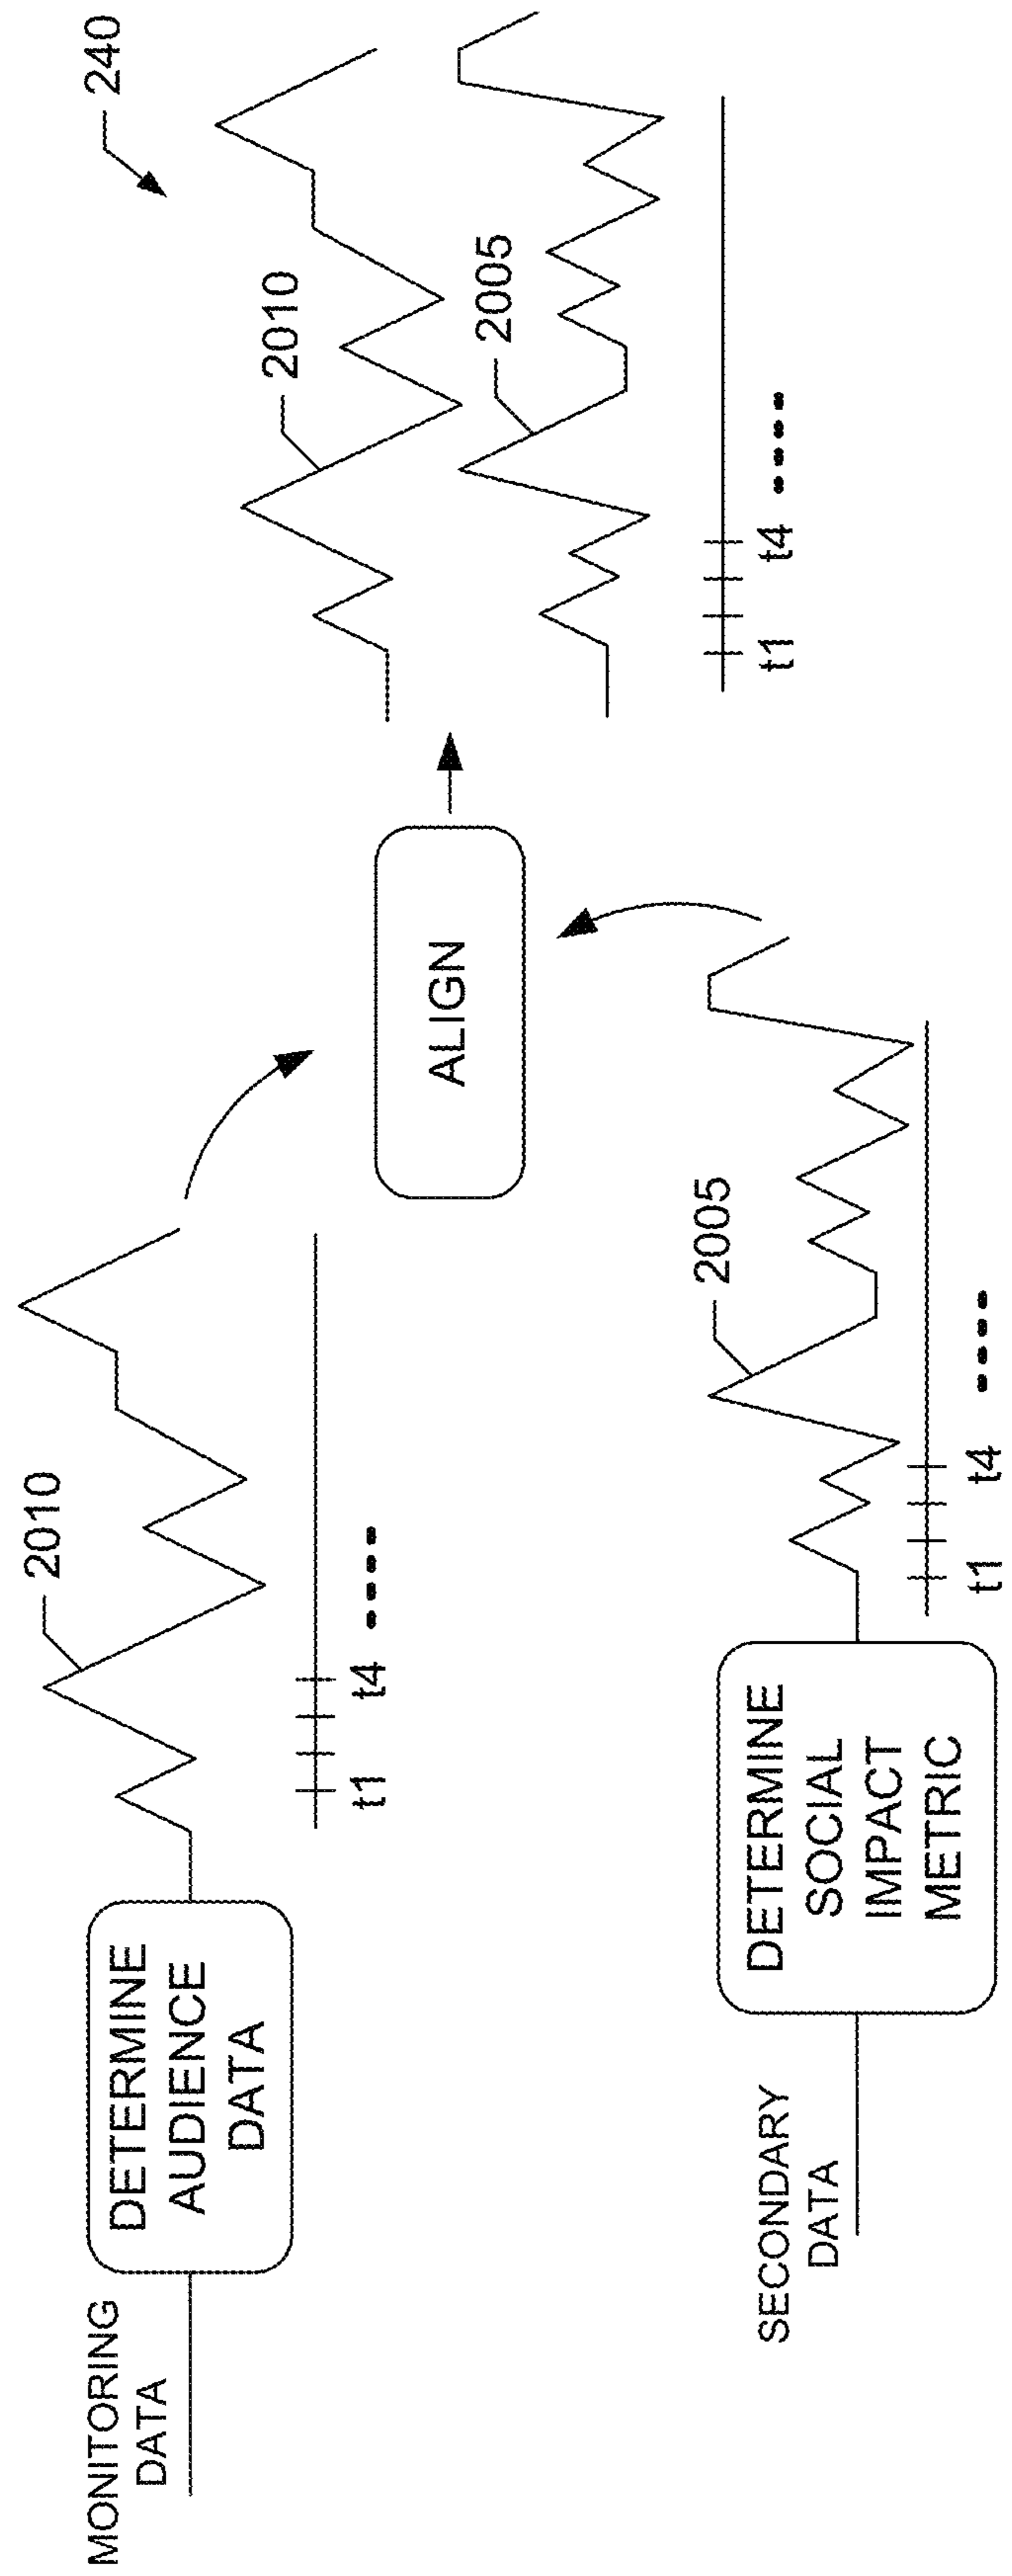 MONITORING
DATA
DETERMINE
AUDIENCE
DATA
2010
t1
t4
SECONDARY
DATA
DETERMINE
SOCIAL
IMPACT
METRIC
2005
t1
t4
ALIGN
240
2010
2005
t1
t4